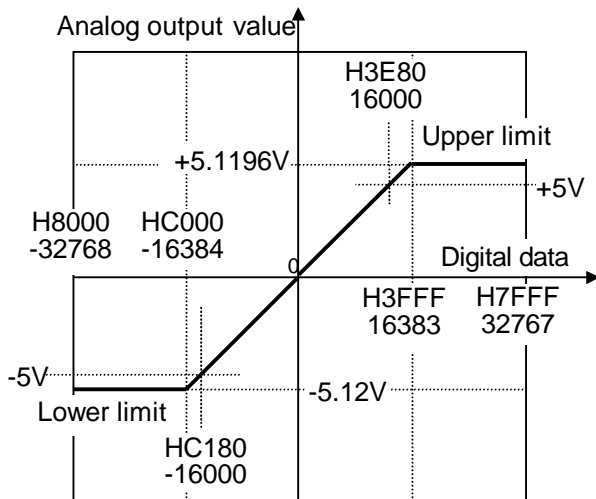 Analog output value
H3E80
16000
Upper limit
+5.1196V
+5V
H8000
-32768
HC000
-16384
0
Digital data
H3FFF
16383
H7FFF
32767
-5V
-5.12V
Lower limit
HC180
-16000